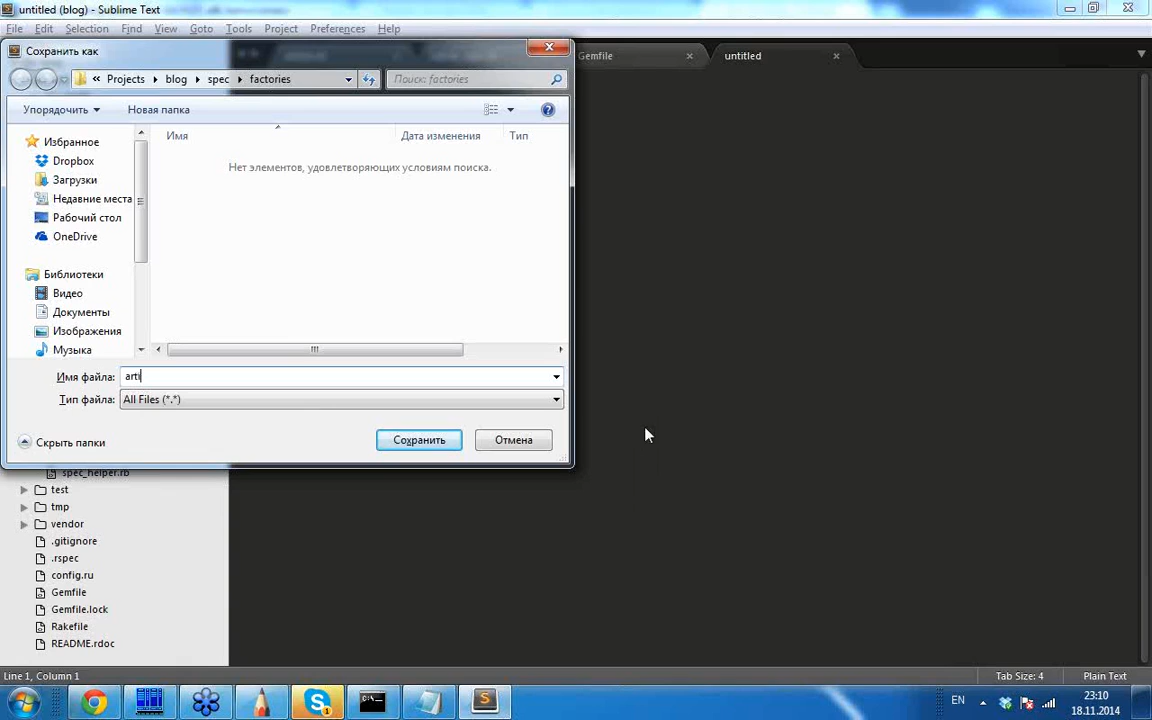 untitled (blog) - Sublime Text
File Edit Selection Find View Goto Tools Project Preferences Help
Сохранить как
Gemfile
untitled
« Projects blog spec factories
Поиск: factories
Упорядочить
Новая папка
Имя
Дата изменения
Тип
Нет элементов, удовлетворяющих условиям поиска.
Избранное
Dropbox
Загрузки
Недавние места
Рабочий стол
OneDrive
Библиотеки
Видео
Документы
Изображения
Музыка
Имя файла: arti
Тип файла: All Files (*.*)
Скрыть папки
Сохранить
Отмена
spec_helper.rb
test
tmp
vendor
.gitignore
.rspec
config.ru
Gemfile
Gemfile.lock
Rakefile
README.rdoc
Line 1, Column 1
Tab Size: 4
Plain Text
EN
23:10
18.11.2014